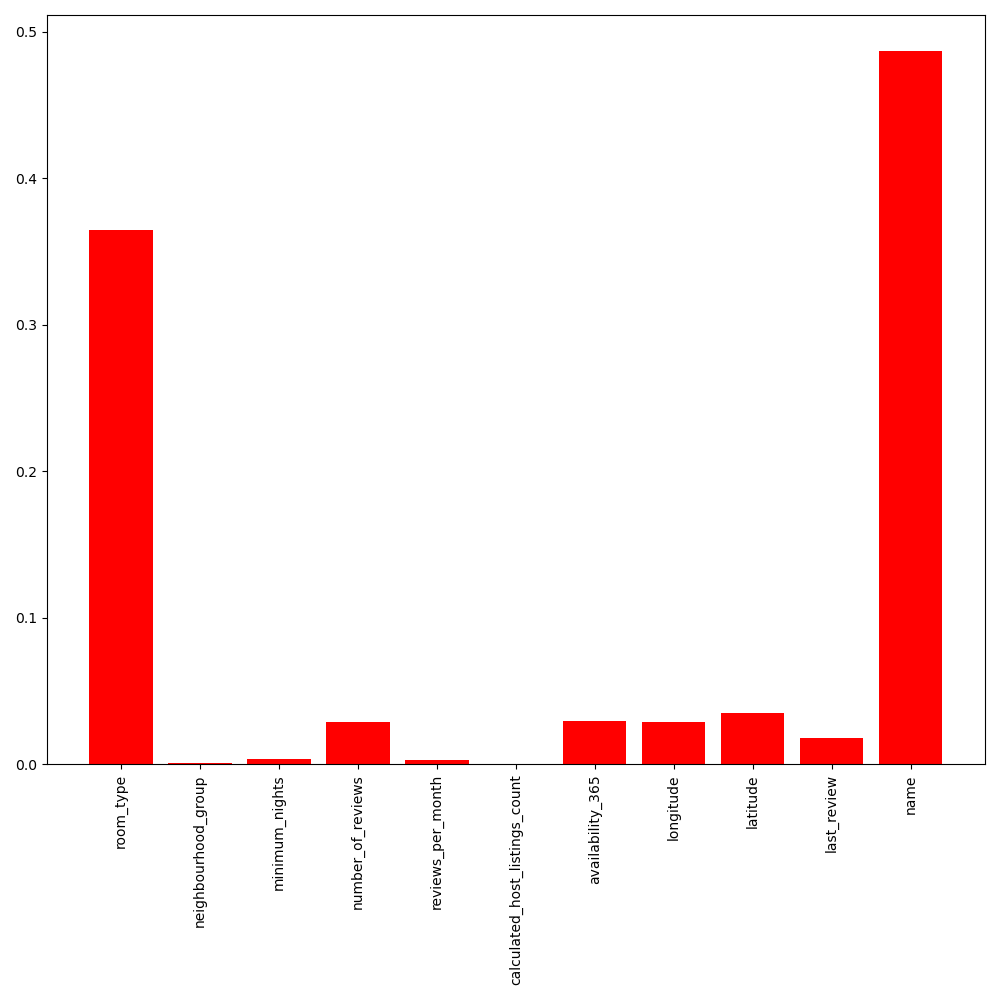 0.5
0.4
0.3
0.2
0.1
0.0
room_type
neighbourhood_group
minimum_nights
number_of_reviews
reviews_per_month
calculated_host_listings_count
availability_365
longitude
latitude
last_review
name